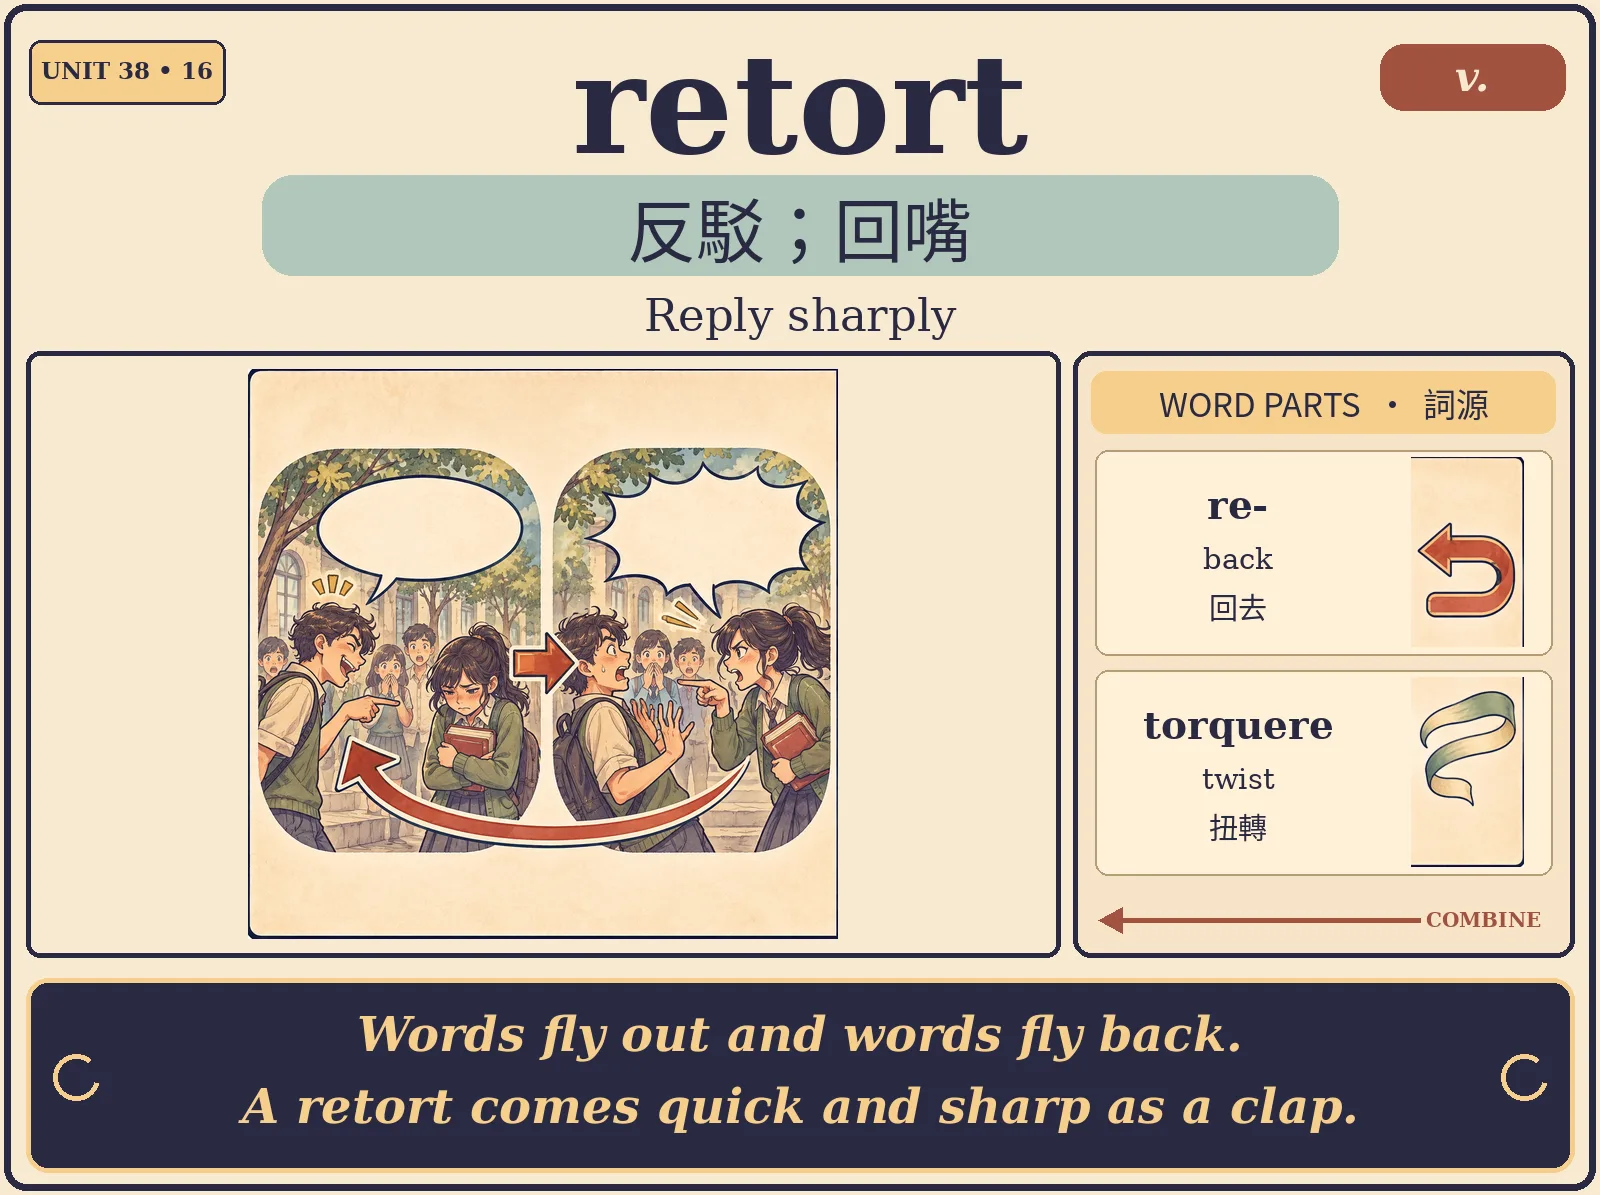 UNIT 38 • 16
retort
v.
反駁；回嘴
Reply sharply
WORD PARTS ・ 詞源
re-
back
回去
torquere
twist
扭轉
COMBINE
Words fly out and words fly back.
A retort comes quick and sharp as a clap.